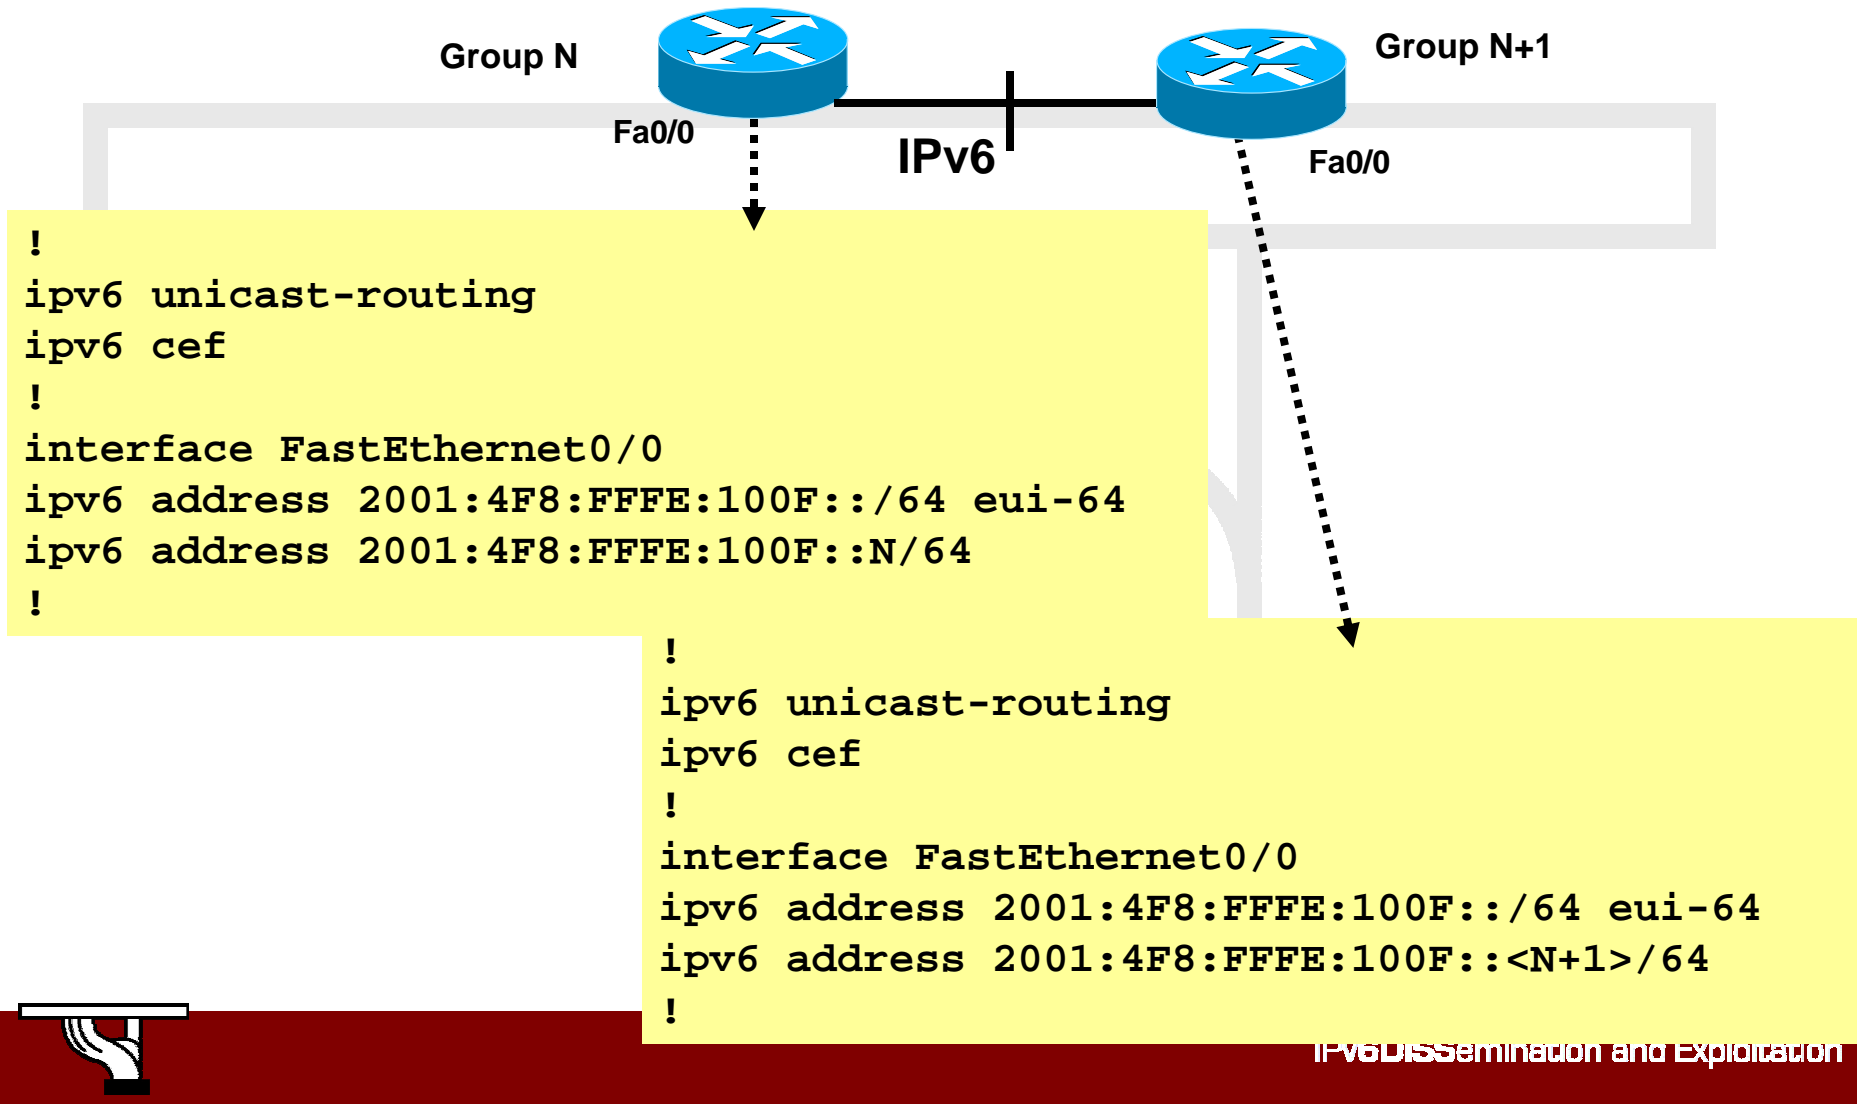 Group N
Group N+1
Fa0/0
IPv6
Fa0/0
!
ipv6 unicast-routing
ipv6 cef
!
interface FastEthernet0/0
ipv6 address 2001:4F8:FFFE:100F::/64 eui-64
ipv6 address 2001:4F8:FFFE:100F::N/64
!
!
ipv6 unicast-routing
ipv6 cef
!
interface FastEthernet0/0
ipv6 address 2001:4F8:FFFE:100F::/64 eui-64
ipv6 address 2001:4F8:FFFE:100F::<N+1>/64
!
IPv6 DISSemination and Exploitation